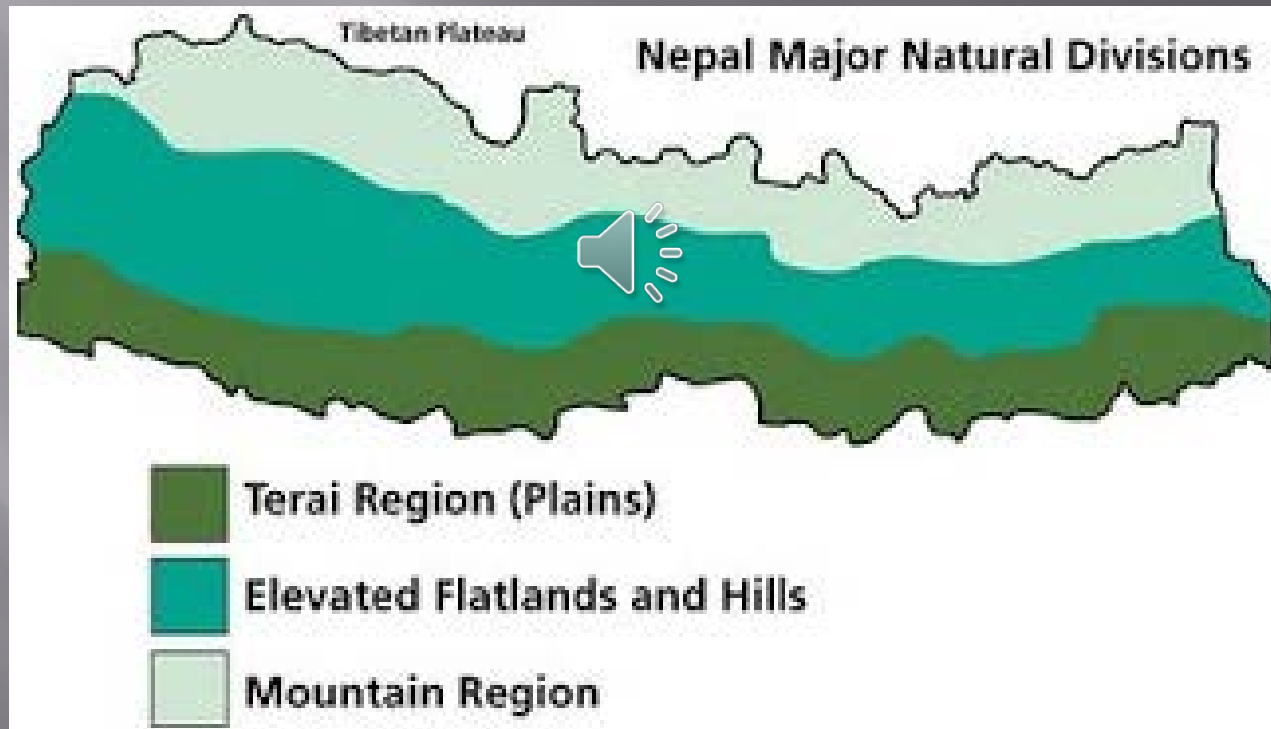 Tibetan Plateau
Nepal Major Natural Divisions
Terai Region (Plains)
Elevated Flatlands and Hills
Mountain Region